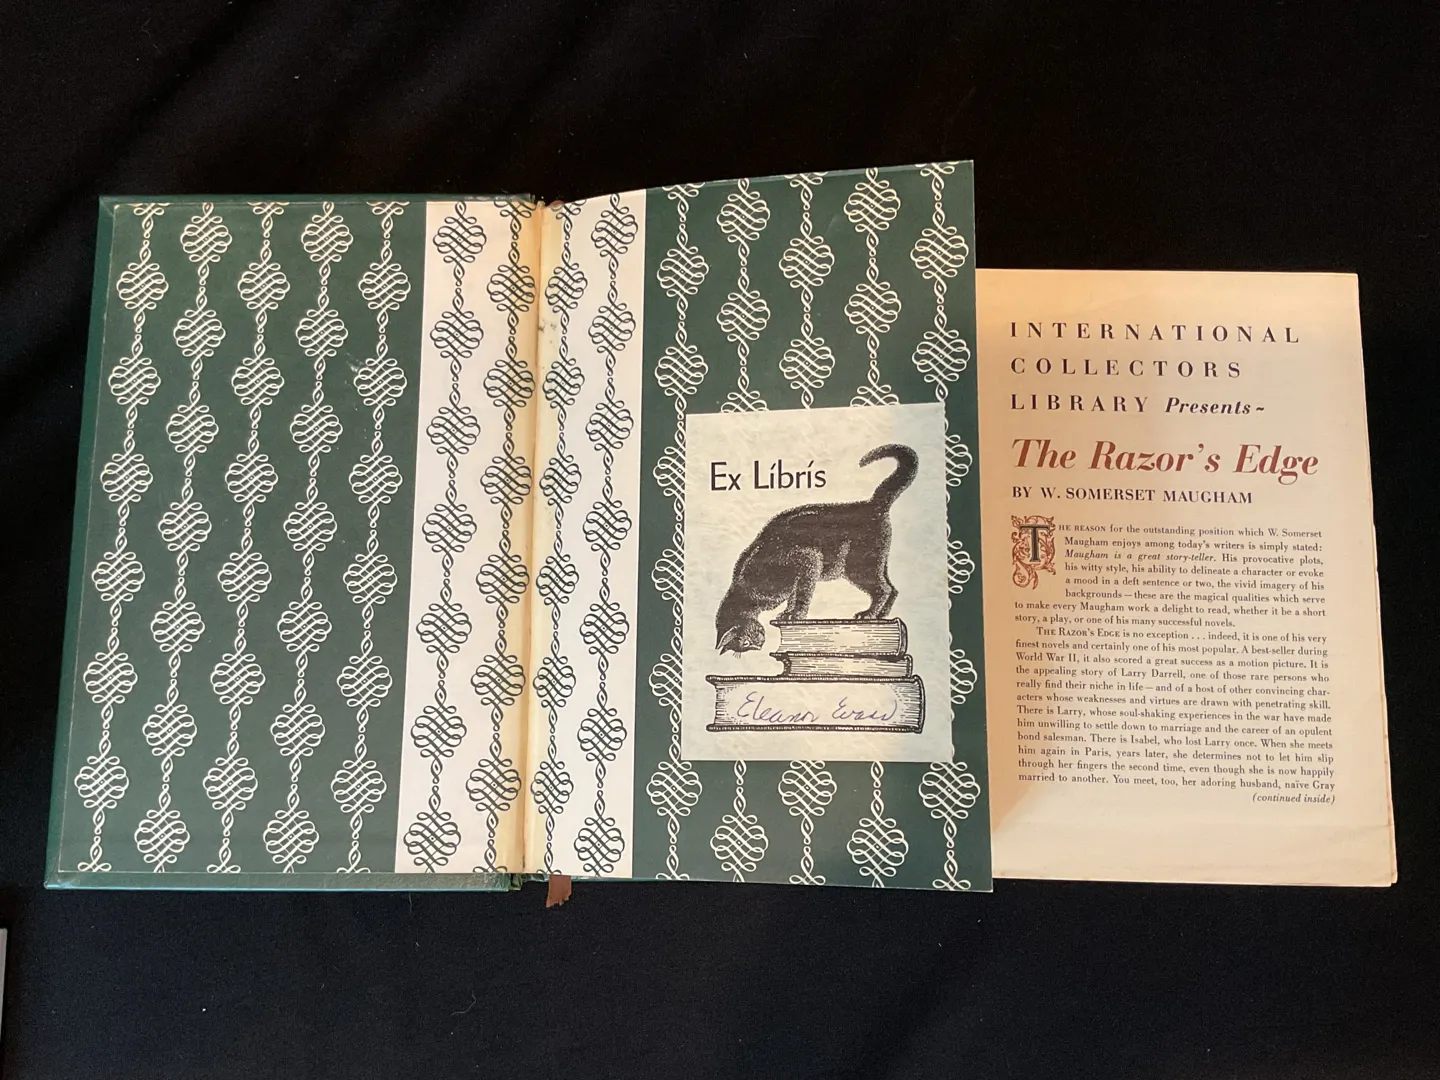 Ex Libris
Eleanor Evans
INTERNATIONAL
COLLECTORS
LIBRARY Presents~
The Razor's Edge
BY W. SOMERSET MAUGHAM
THE REASON for the outstanding position which W. Somerset
Maugham enjoys among today's writers is simply stated:
Maugham is a great story-teller. His provocative plots,
his witty style, his ability to delineate a character or evoke
a mood in a deft sentence or two, the vivid imagery of his
backgrounds—these are the magical qualities which serve
to make every Maugham work a delight to read, whether it be a short
story, a play, or one of his many successful novels.
THE RAZOR'S EDGE is no exception . . . indeed, it is one of his very
finest novels and certainly one of his most popular. A best-seller during
World War II, it also scored a great success as a motion picture. It is
the appealing story of Larry Darrell, one of those rare persons who
really find their niche in life—and of a host of other convincing char-
acters whose weaknesses and virtues are drawn with penetrating skill.
There is Larry, whose soul-shaking experiences in the war have made
him unwilling to settle down to marriage and the career of an opulent
bond salesman. There is Isabel, who lost Larry once. When she meets
him again in Paris, years later, she determines not to let him slip
through her fingers the second time, even though she is now happily
married to another. You meet, too, her adoring husband, naïve Gray
(continued inside)